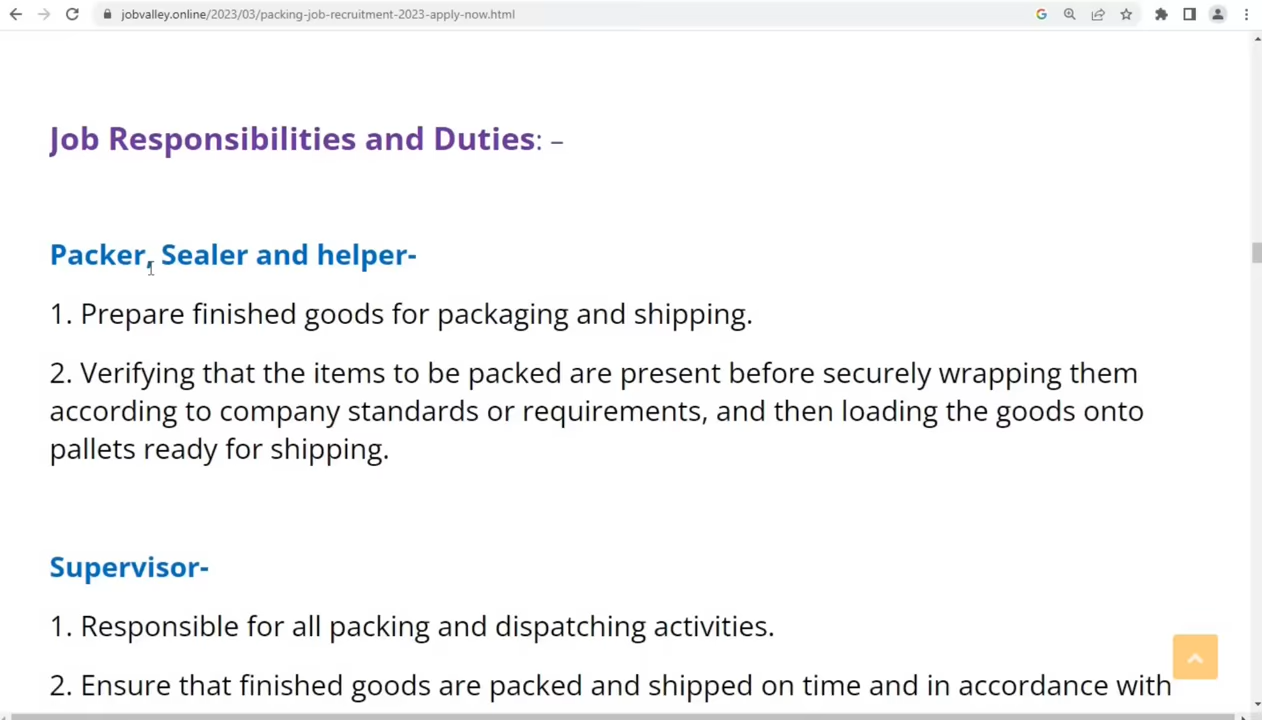 jobvalley.online/2023/03/packing-job-recruitment-2023-apply-now.html
Job Responsibilities and Duties: –
Packer, Sealer and helper-
1. Prepare finished goods for packaging and shipping.
2. Verifying that the items to be packed are present before securely wrapping them
according to company standards or requirements, and then loading the goods onto
pallets ready for shipping.
Supervisor-
1. Responsible for all packing and dispatching activities.
2. Ensure that finished goods are packed and shipped on time and in accordance with